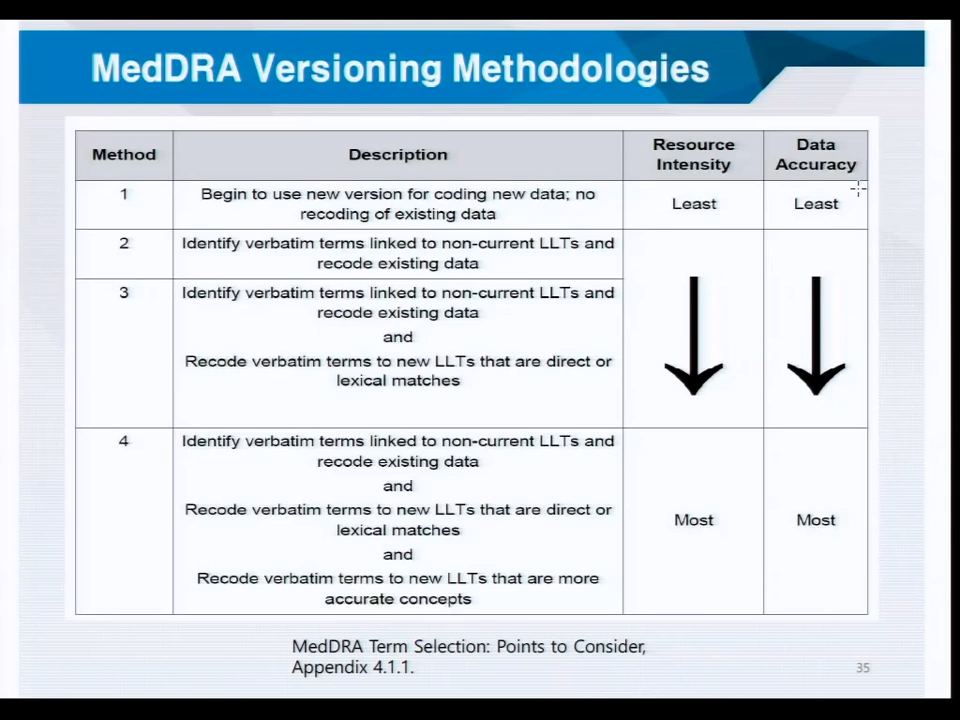 MedDRA Versioning Methodologies
Method
Description
Resource
Intensity
Data
Accuracy
1
Begin to use new version for coding new data; no
recoding of existing data
Least
Least
2
Identify verbatim terms linked to non-current LLTs and
recode existing data
3
Identify verbatim terms linked to non-current LLTs and
recode existing data
and
Recode verbatim terms to new LLTs that are direct or
lexical matches
4
Identify verbatim terms linked to non-current LLTs and
recode existing data
and
Recode verbatim terms to new LLTs that are direct or
lexical matches
and
Recode verbatim terms to new LLTs that are more
accurate concepts
Most
Most
MedDRA Term Selection: Points to Consider,
Appendix 4.1.1.
35